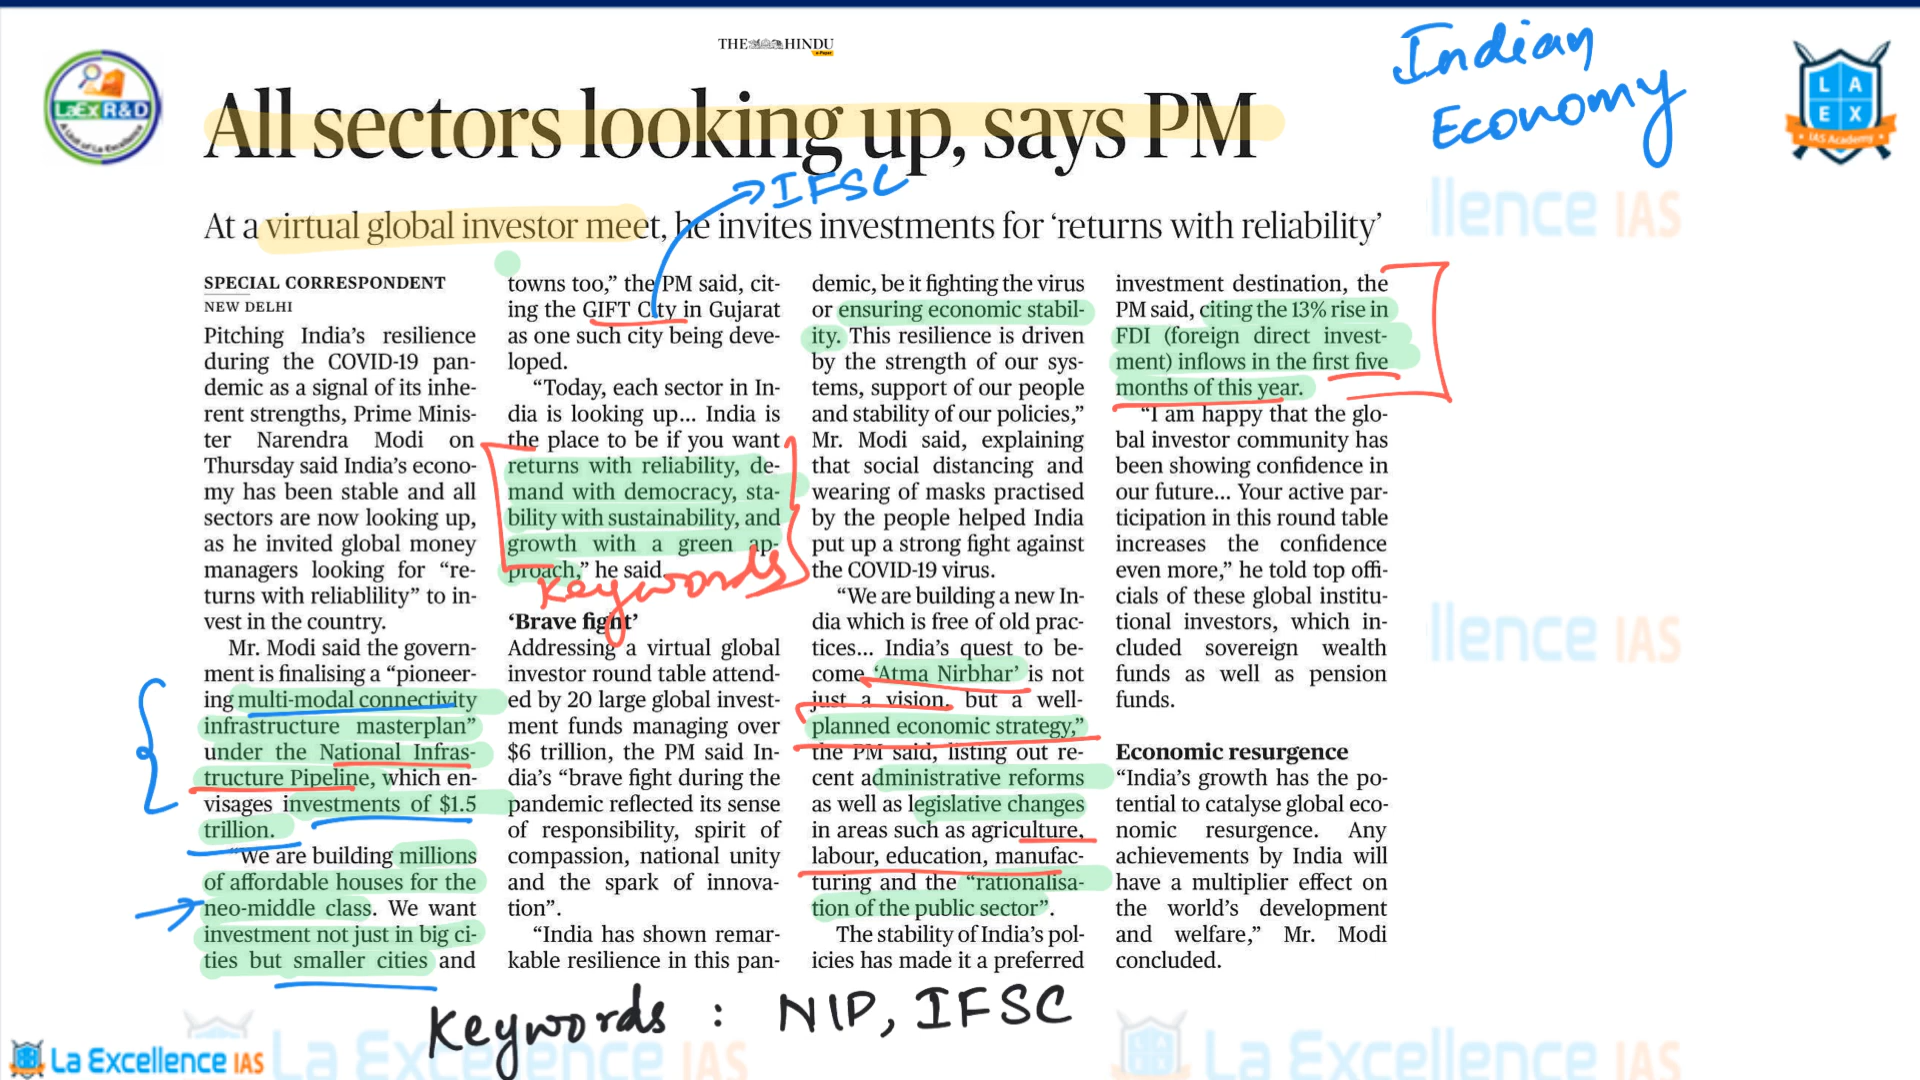 THE HINDU
e-Paper
Indian
Economy
LaEx R&D
A Unit of La Excellence
L A
E X
IAS Academy
All sectors looking up, says PM
IFSC
llence IAS
At a virtual global investor meet, he invites investments for ‘returns with reliability’
SPECIAL CORRESPONDENT
NEW DELHI
Pitching India’s resilience
during the COVID-19 pan-
demic as a signal of its inhe-
rent strengths, Prime Minis-
ter Narendra Modi on
Thursday said India’s econo-
my has been stable and all
sectors are now looking up,
as he invited global money
managers looking for “re-
turns with reliablility” to in-
vest in the country.
Mr. Modi said the govern-
ment is finalising a “pioneer-
ing multi-modal connectivity
infrastructure masterplan”
under the National Infras-
tructure Pipeline, which en-
visages investments of $1.5
trillion.
“We are building millions
of affordable houses for the
neo-middle class. We want
investment not just in big ci-
ties but smaller cities and
towns too,” the PM said, cit-
ing the GIFT City in Gujarat
as one such city being deve-
loped.
“Today, each sector in In-
dia is looking up... India is
the place to be if you want
returns with reliability, de-
mand with democracy, sta-
bility with sustainability, and
growth with a green ap-
proach,” he said.
Keywords
‘Brave fight’
Addressing a virtual global
investor round table attend-
ed by 20 large global invest-
ment funds managing over
$6 trillion, the PM said In-
dia’s “brave fight during the
pandemic reflected its sense
of responsibility, spirit of
compassion, national unity
and the spark of innova-
tion”.
“India has shown remar-
kable resilience in this pan-
demic, be it fighting the virus
or ensuring economic stabil-
ity. This resilience is driven
by the strength of our sys-
tems, support of our people
and stability of our policies,”
Mr. Modi said, explaining
that social distancing and
wearing of masks practised
by the people helped India
put up a strong fight against
the COVID-19 virus.
“We are building a new In-
dia which is free of old prac-
tices... India’s quest to be-
come ‘Atma Nirbhar’ is not
just a vision, but a well-
planned economic strategy,”
the PM said, listing out re-
cent administrative reforms
as well as legislative changes
in areas such as agriculture,
labour, education, manufac-
turing and the “rationalisa-
tion of the public sector”.
The stability of India’s pol-
icies has made it a preferred
investment destination, the
PM said, citing the 13% rise in
FDI (foreign direct invest-
ment) inflows in the first five
months of this year.
“I am happy that the glo-
bal investor community has
been showing confidence in
our future... Your active par-
ticipation in this round table
increases the confidence
even more,” he told top offi-
cials of these global institu-
tional investors, which in-
cluded sovereign wealth
funds as well as pension
funds.
Economic resurgence
“India’s growth has the po-
tential to catalyse global eco-
nomic resurgence. Any
achievements by India will
have a multiplier effect on
the world’s development
and welfare,” Mr. Modi
concluded.
llence IAS
Keywords : NIP, IFSC
La Excellence IAS
La Excellence IAS
La Excellence IAS